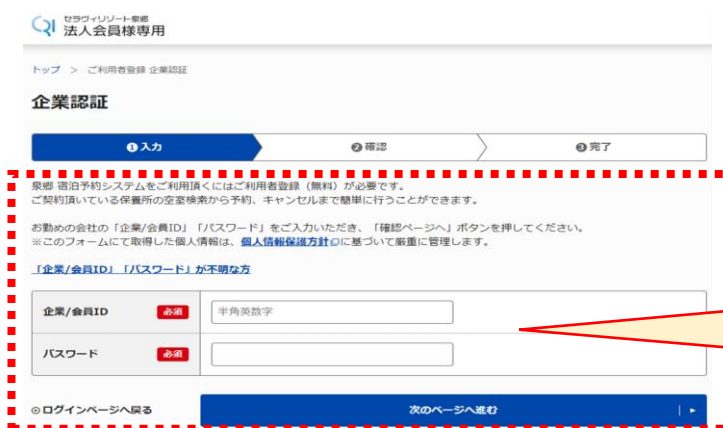 セラヴィリゾート泉郷
法人会員様専用
トップ > ご利用者登録 企業認証
企業認証
❶入力
❷確認
❸完了
泉郷 宿泊予約システムをご利用頂くにはご利用者登録（無料）が必要です。
ご契約頂いている保養所の空室検索から予約、キャンセルまで簡単に行うことができます。
お勤めの会社の「企業/会員ID」「パスワード」をご入力いただき、「確認ページへ」ボタンを押してください。
※このフォームにて取得した個人情報は、個人情報保護方針に基づいて厳重に管理します。
「企業/会員ID」「パスワード」が不明な方
企業/会員ID 必須 半角英数字
パスワード 必須
ログインページへ戻る
次のページへ進む